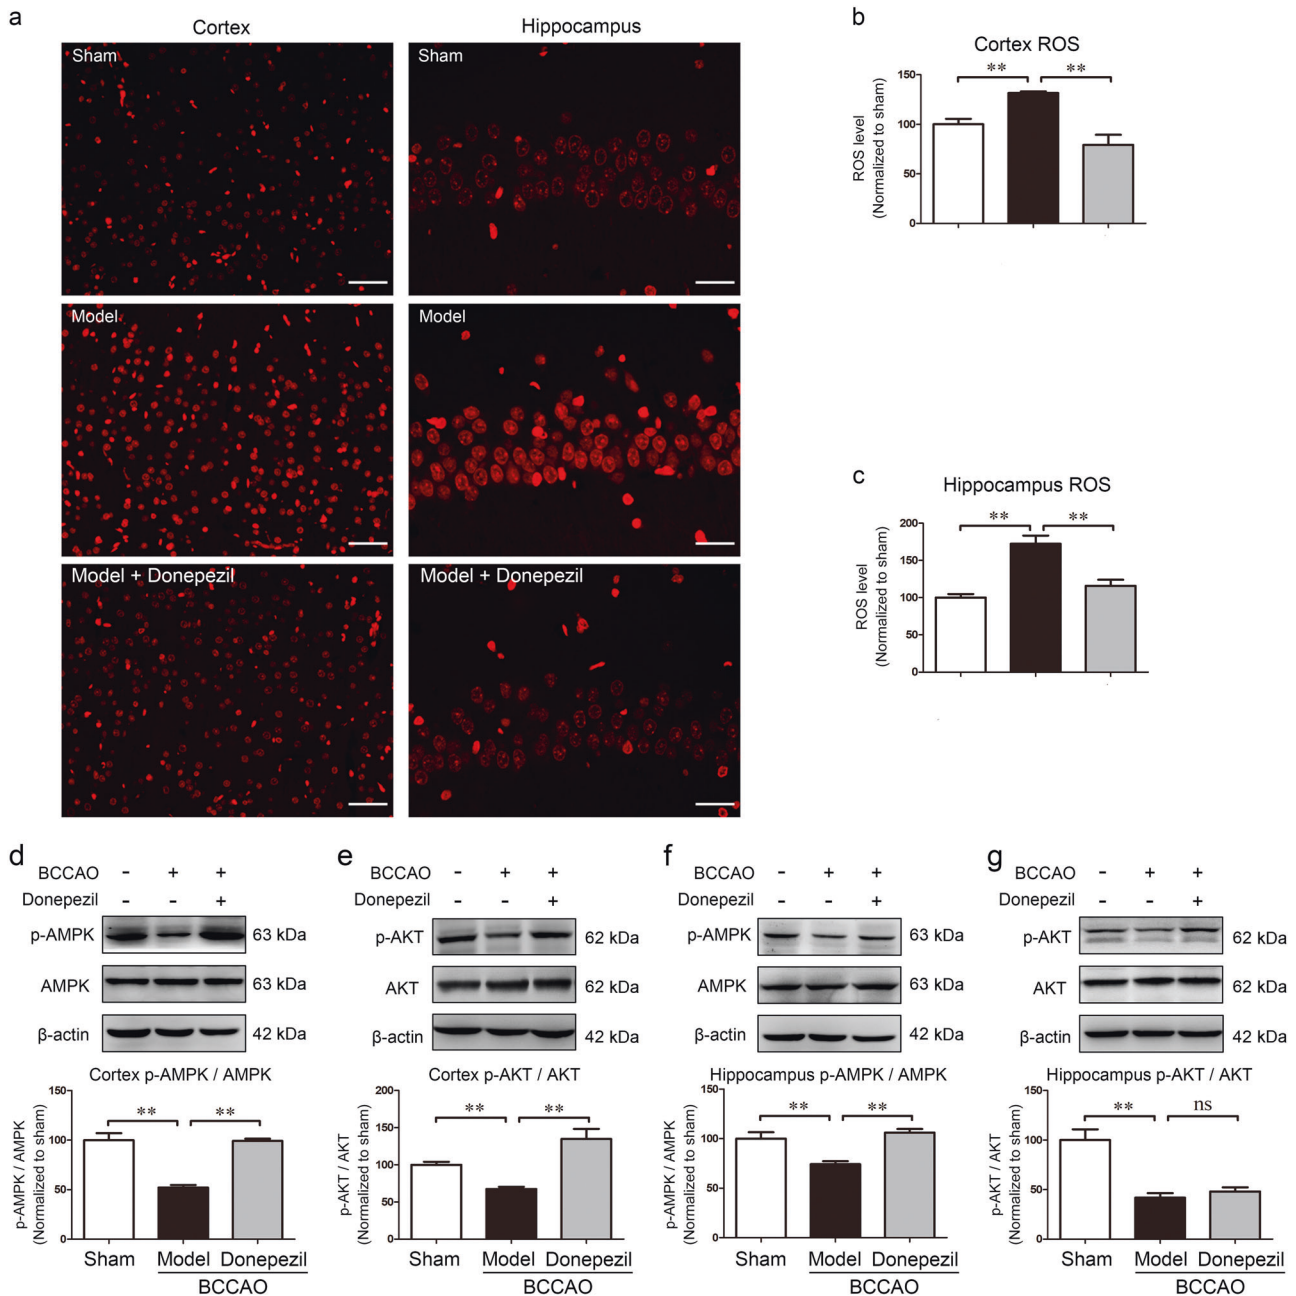 a
Cortex
Hippocampus
Sham
Sham
Model
Model
Model + Donepezil
Model + Donepezil
b
Cortex ROS
ROS level
(Normalized to sham)
150
100
50
0
** **
c
Hippocampus ROS
ROS level
(Normalized to sham)
200
150
100
50
0
** **
d
BCCAO - + +
Donepezil - - +
p-AMPK 63 kDa
AMPK 63 kDa
β-actin 42 kDa
Cortex p-AMPK / AMPK
p-AMPK / AMPK
(Normalized to sham)
150
100
50
0
** **
Sham Model Donepezil
BCCAO
e
BCCAO - + +
Donepezil - - +
p-AKT 62 kDa
AKT 62 kDa
β-actin 42 kDa
Cortex p-AKT / AKT
p-AKT / AKT
(Normalized to sham)
200
150
100
50
0
** **
Sham Model Donepezil
BCCAO
f
BCCAO - + +
Donepezil - - +
p-AMPK 63 kDa
AMPK 63 kDa
β-actin 42 kDa
Hippocampus p-AMPK / AMPK
p-AMPK / AMPK
(Normalized to sham)
150
100
50
0
** **
Sham Model Donepezil
BCCAO
g
BCCAO - + +
Donepezil - - +
p-AKT 62 kDa
AKT 62 kDa
β-actin 42 kDa
Hippocampus p-AKT / AKT
p-AKT / AKT
(Normalized to sham)
150
100
50
0
** ns
Sham Model Donepezil
BCCAO